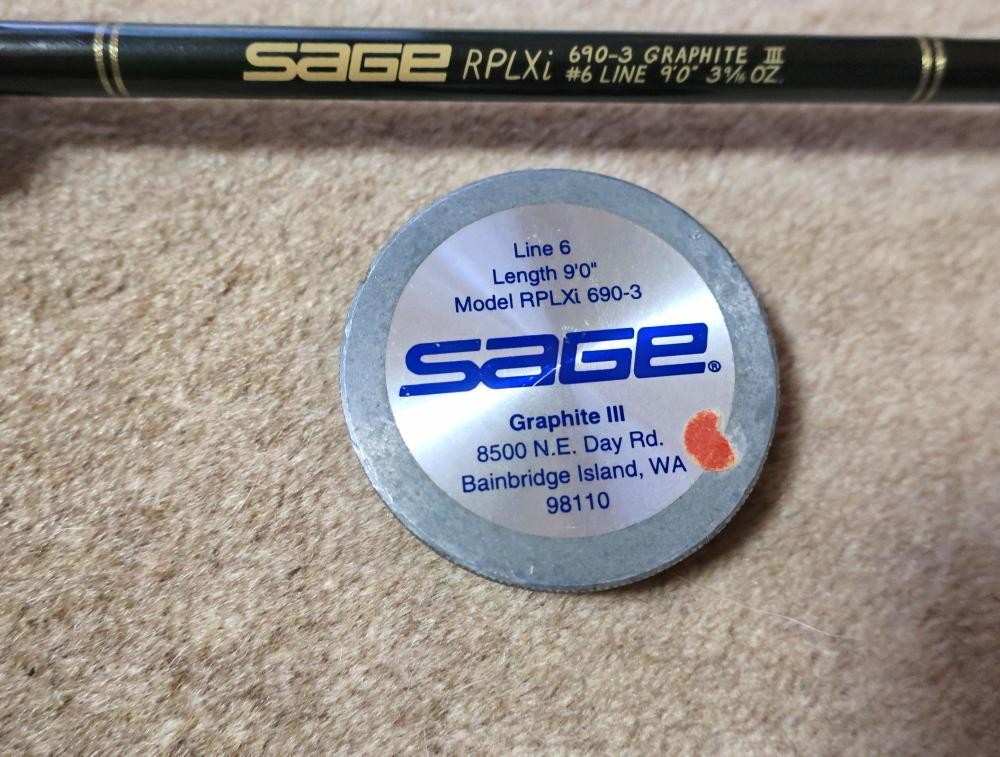 SAGE RPLXi 690-3 GRAPHITE III
#6 LINE 9'0" 3 9/16 OZ.
Line 6
Length 9'0"
Model RPLXi 690-3
SAGE®
Graphite III
8500 N.E. Day Rd.
Bainbridge Island, WA
98110